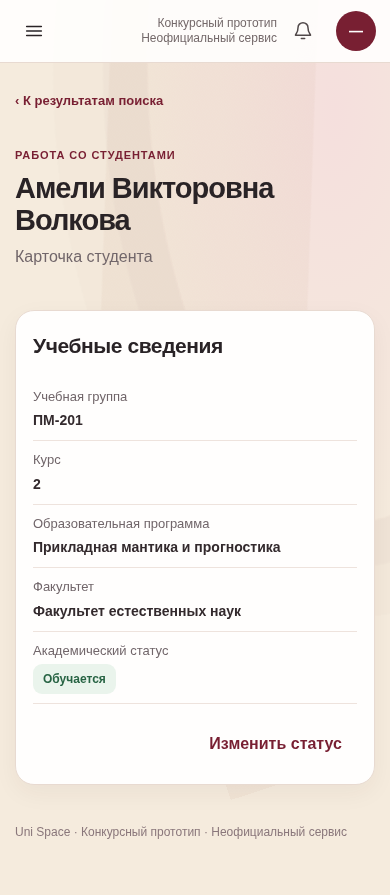 Конкурсный прототип
Неофициальный сервис
—
‹ К результатам поиска
РАБОТА СО СТУДЕНТАМИ
Амели Викторовна
Волкова
Карточка студента
Учебные сведения
Учебная группа
ПМ-201
Курс
2
Образовательная программа
Прикладная мантика и прогностика
Факультет
Факультет естественных наук
Академический статус
Обучается
Изменить статус
Uni Space · Конкурсный прототип · Неофициальный сервис